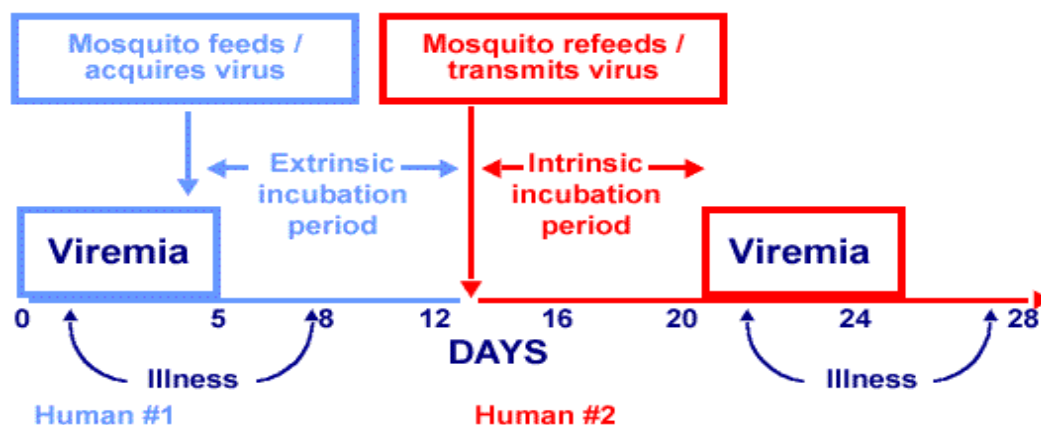 Mosquito feeds /
acquires virus
Mosquito refeeds /
transmits virus
Extrinsic
incubation
period
Intrinsic
incubation
period
Viremia
Viremia
0 5 8 12 16 20 24 28
DAYS
Illness
Illness
Human #1
Human #2